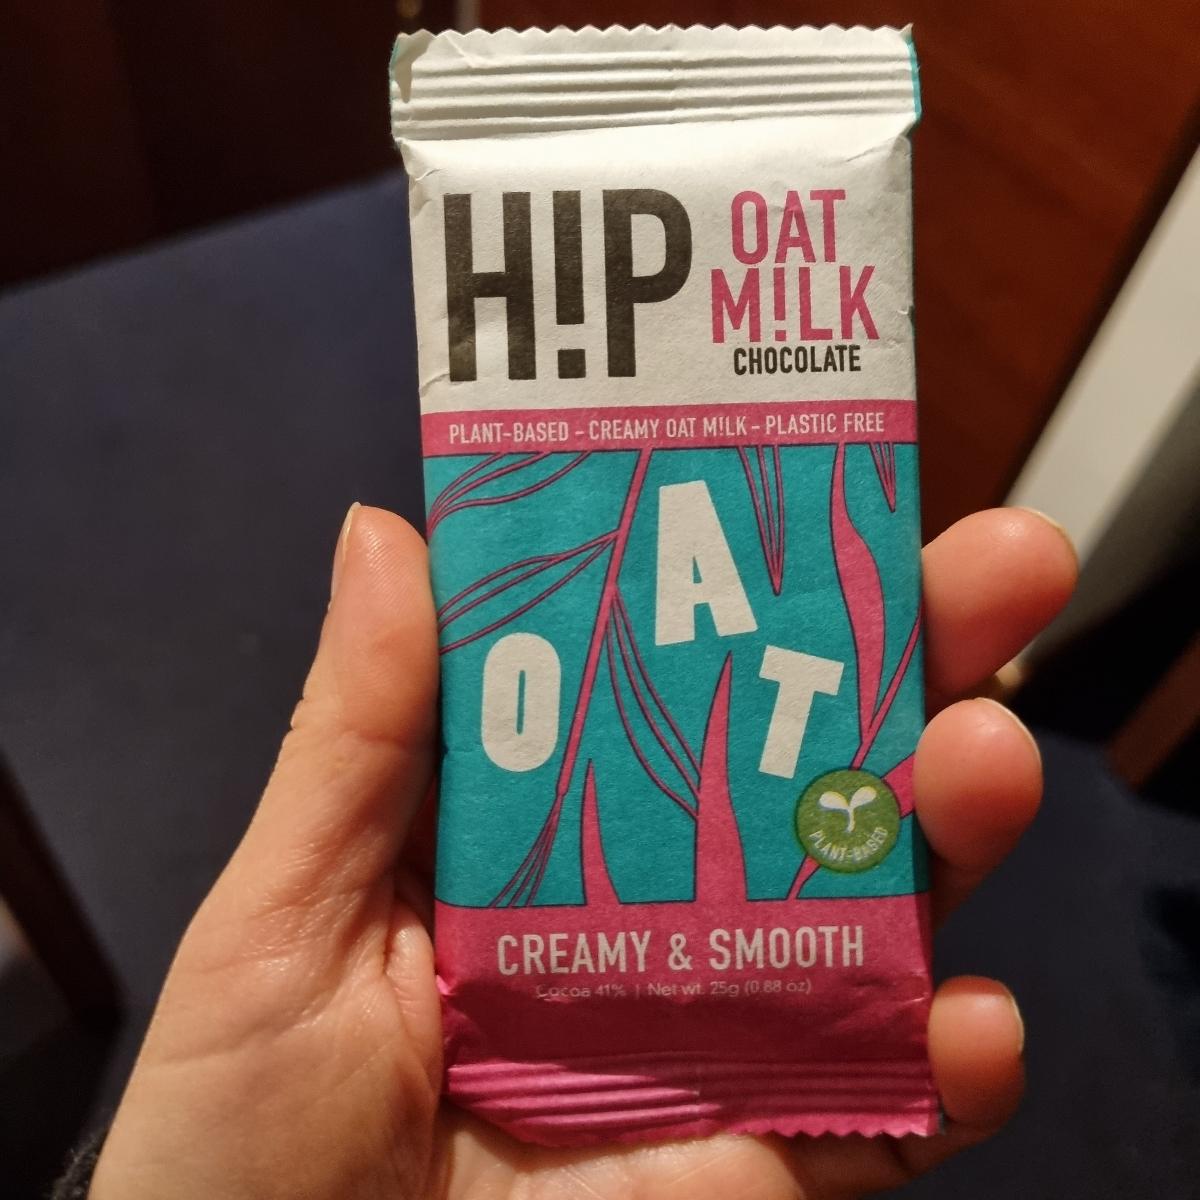 H!P
OAT
M!LK
CHOCOLATE
PLANT-BASED - CREAMY OAT M!LK - PLASTIC FREE
OAT
PLANT-BASED
CREAMY & SMOOTH
Cocoa 41% | Net wt. 25g (0.88 oz)